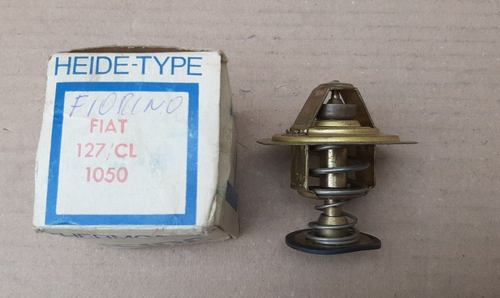 HEIDE-TYPE
FIORINO
FIAT
127/CL
1050